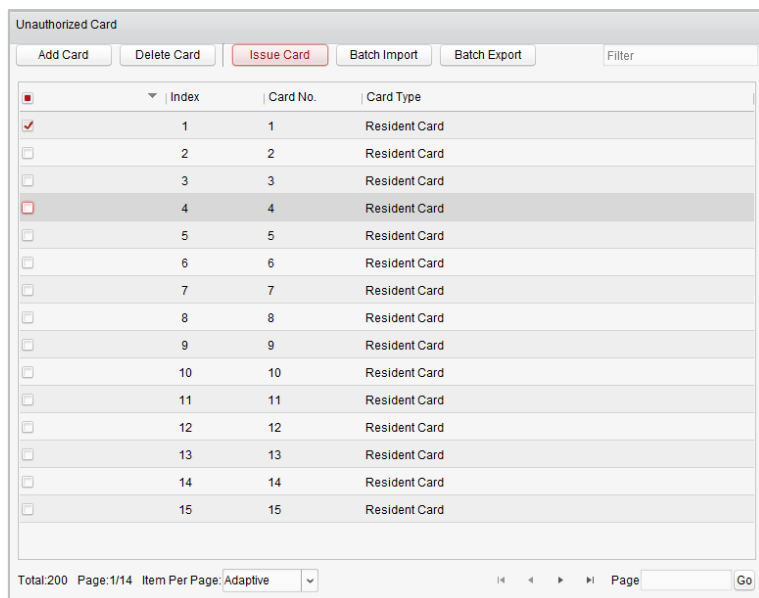 Unauthorized Card
Add Card Delete Card Issue Card Batch Import Batch Export Filter
Index Card No. Card Type
1 1 Resident Card
2 2 Resident Card
3 3 Resident Card
4 4 Resident Card
5 5 Resident Card
6 6 Resident Card
7 7 Resident Card
8 8 Resident Card
9 9 Resident Card
10 10 Resident Card
11 11 Resident Card
12 12 Resident Card
13 13 Resident Card
14 14 Resident Card
15 15 Resident Card
Total:200 Page:1/14 Item Per Page: Adaptive Page Go